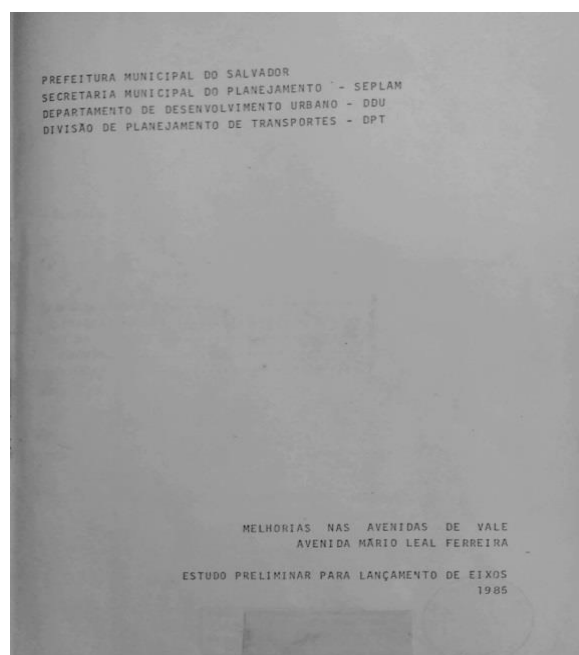 PREFEITURA MUNICIPAL DO SALVADOR
SECRETARIA MUNICIPAL DO PLANEJAMENTO - SEPLAM
DEPARTAMENTO DE DESENVOLVIMENTO URBANO - DDU
DIVISÃO DE PLANEJAMENTO DE TRANSPORTES - DPT
MELHORIAS NAS AVENIDAS DE VALE
AVENIDA MÁRIO LEAL FERREIRA
ESTUDO PRELIMINAR PARA LANÇAMENTO DE EIXOS
1985